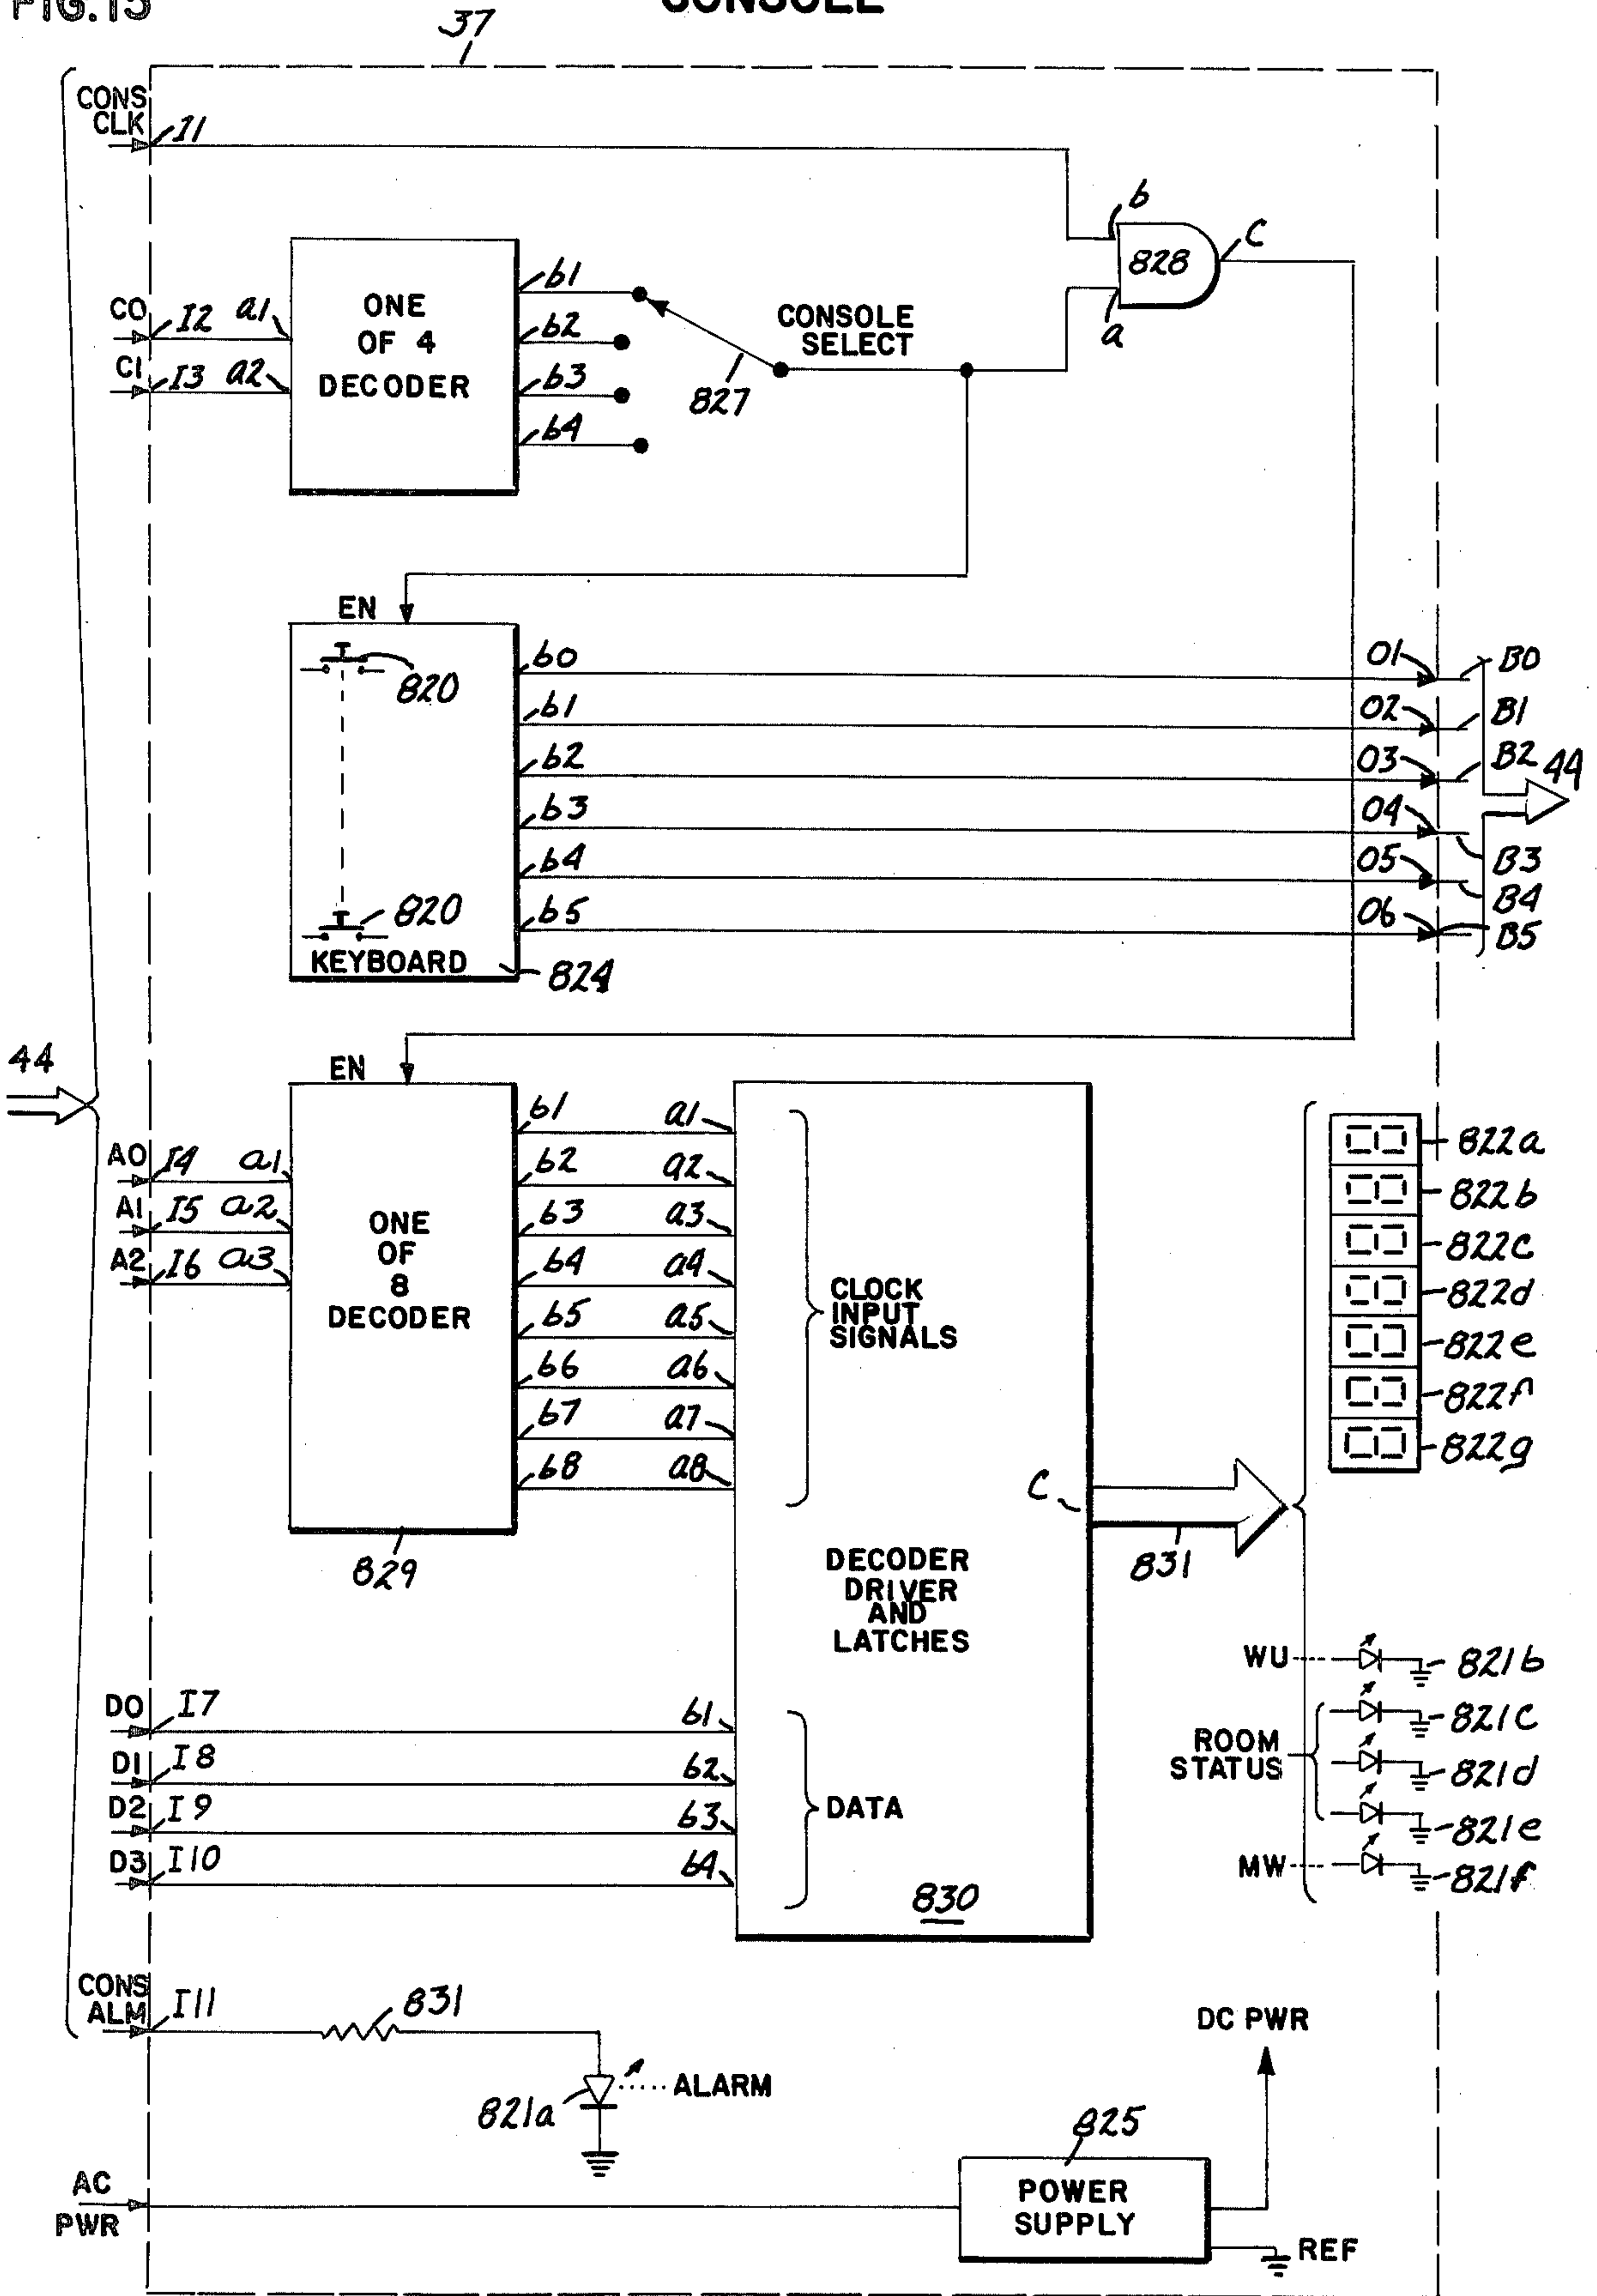 FIG. 15
CONSOLE
37
CONS
CLK
I1
b
828
C
a
ONE
OF 4
DECODER
C0 I2 a1
C1 I3 a2
b1
b2
b3
b4
CONSOLE
SELECT
827
EN
820
820
KEYBOARD
824
b0
b1
b2
b3
b4
b5
O1 B0
O2 B1
O3 B2
O4 B3
O5 B4
O6 B5
44
44
EN
A0 I4 a1
A1 I5 a2
A2 I6 a3
ONE
OF
8
DECODER
829
b1 a1
b2 a2
b3 a3
b4 a4
b5 a5
b6 a6
b7 a7
b8 a8
CLOCK
INPUT
SIGNALS
C
831
DECODER
DRIVER
AND
LATCHES
822a
822b
822c
822d
822e
822f
822g
WU 821b
ROOM
STATUS
821c
821d
821e
MW 821f
D0 I7 b1
D1 I8 b2
D2 I9 b3
D3 I10 b4
DATA
830
CONS
ALM
I11
831
821a
ALARM
DC PWR
825
AC
PWR
POWER
SUPPLY
REF